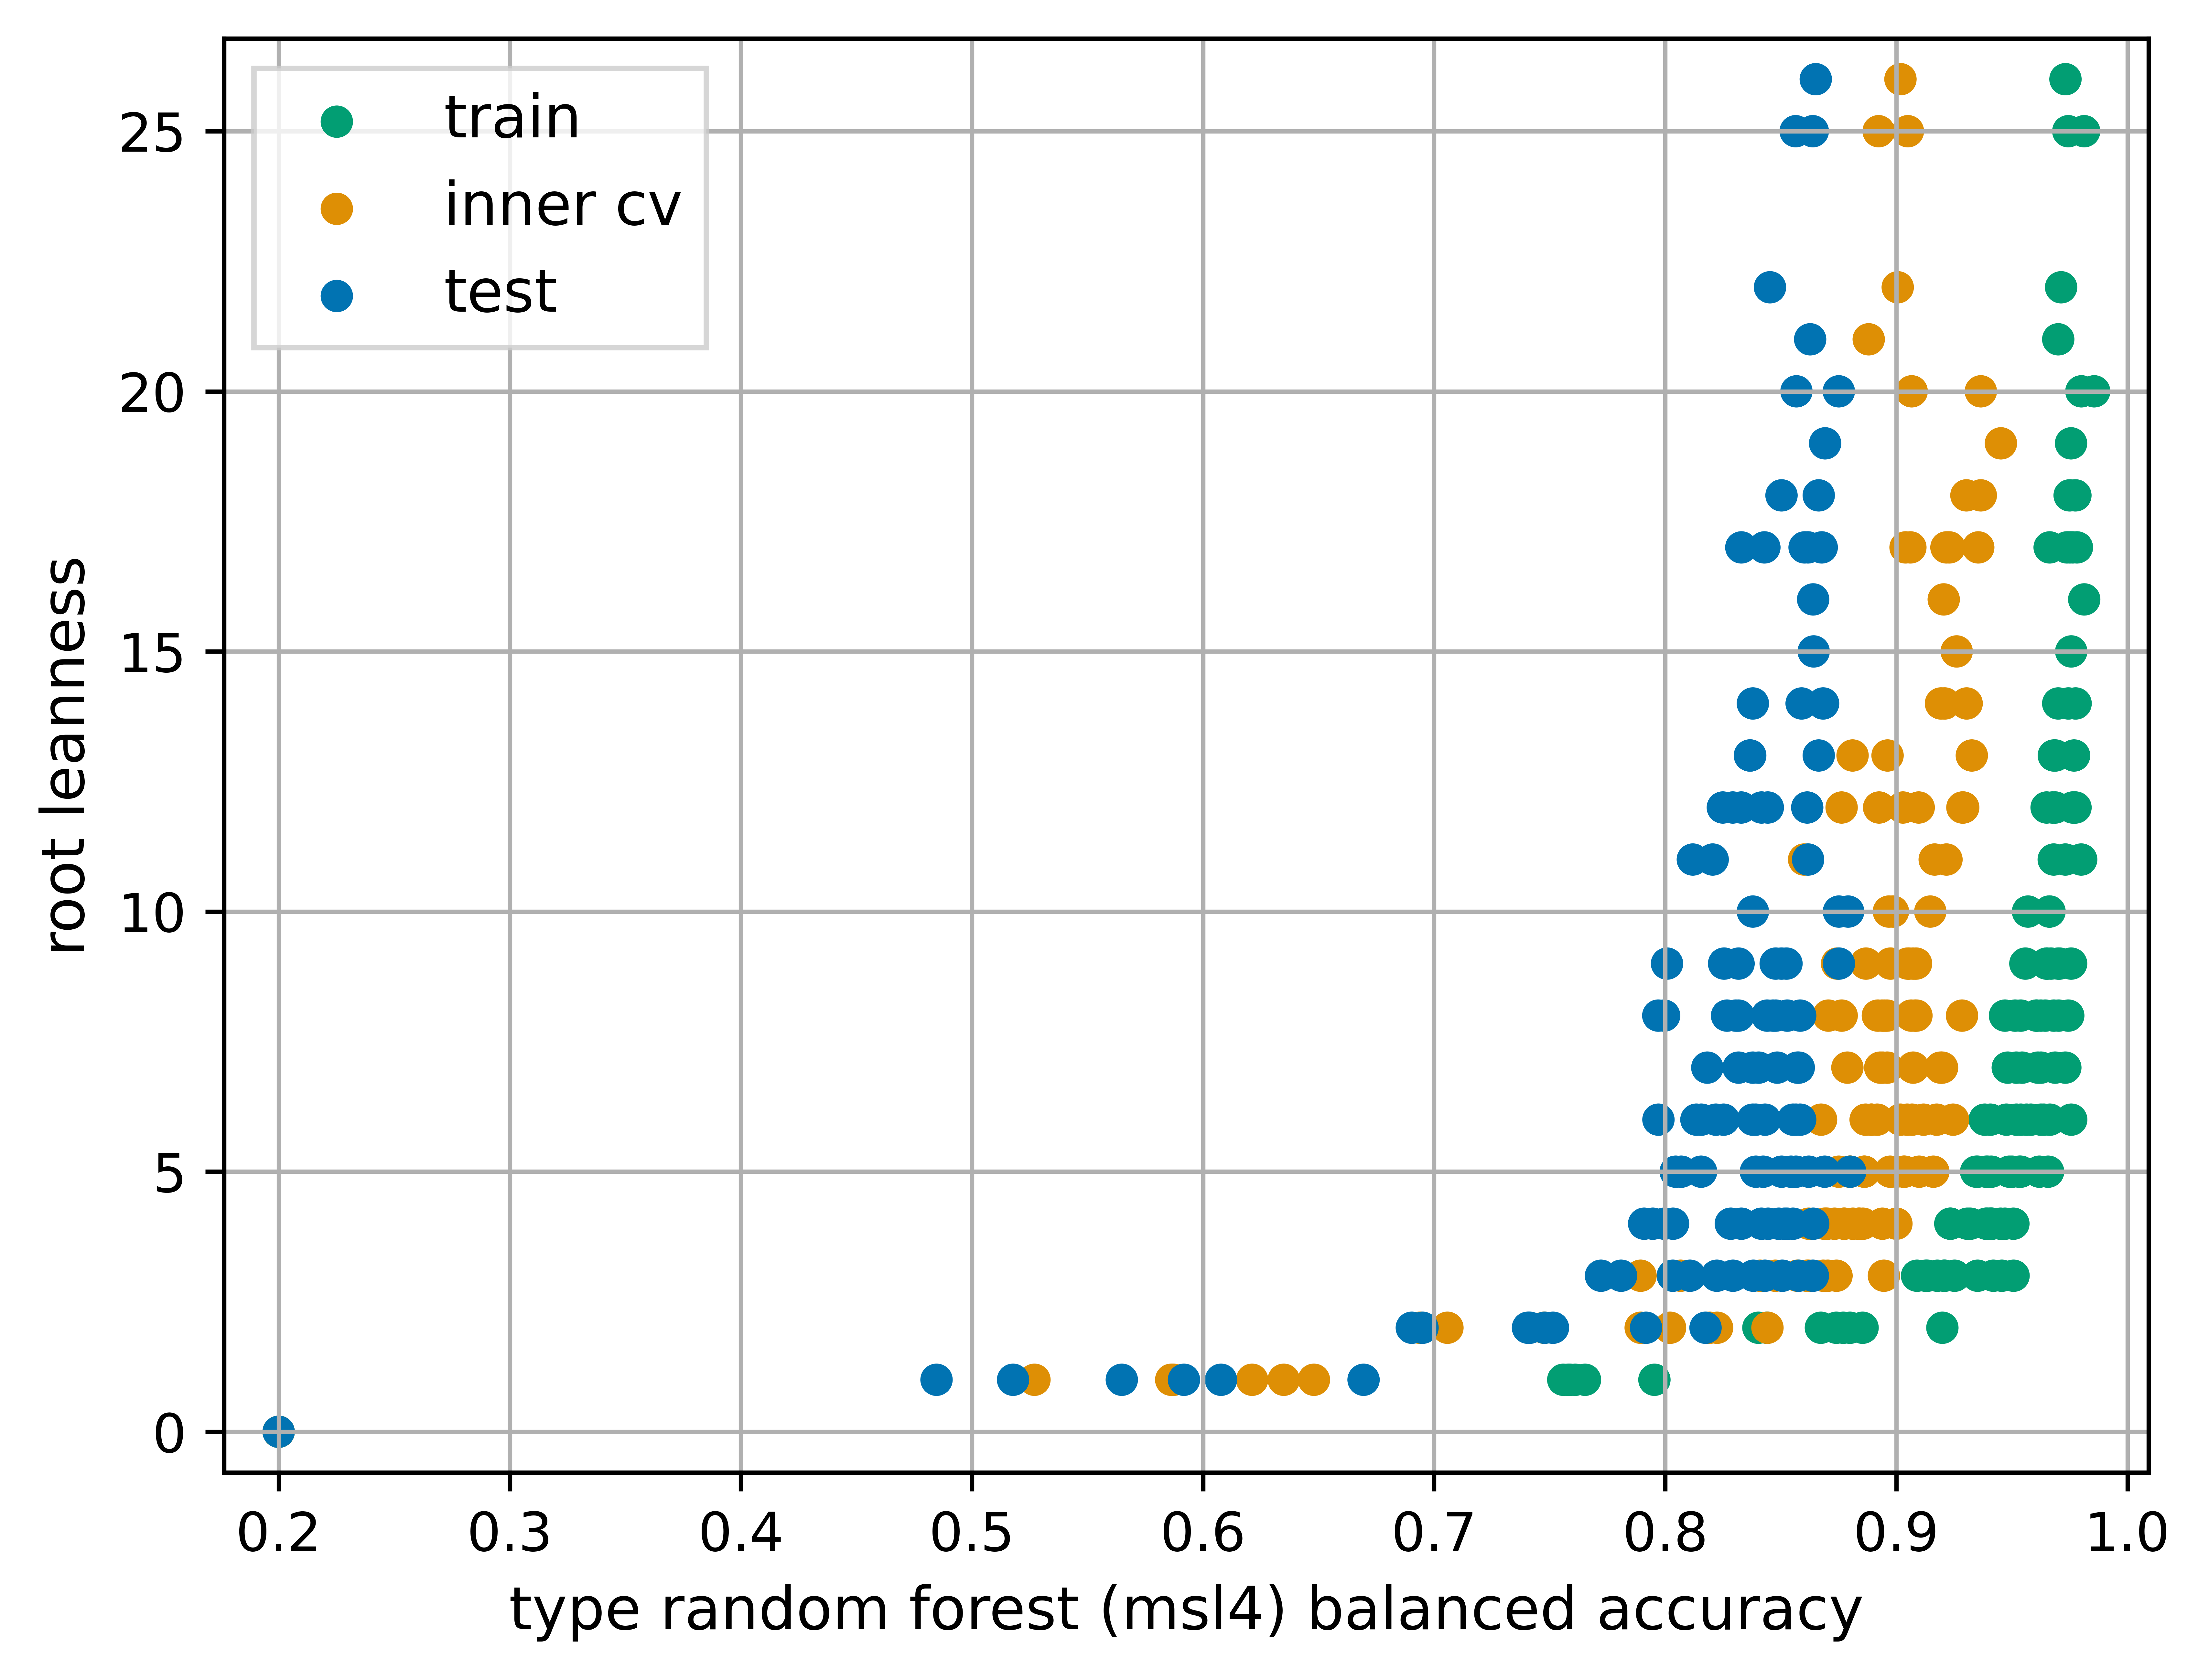 train
inner cv
test
25
20
15
10
5
0
root leanness
0.2 0.3 0.4 0.5 0.6 0.7 0.8 0.9 1.0
type random forest (msl4) balanced accuracy